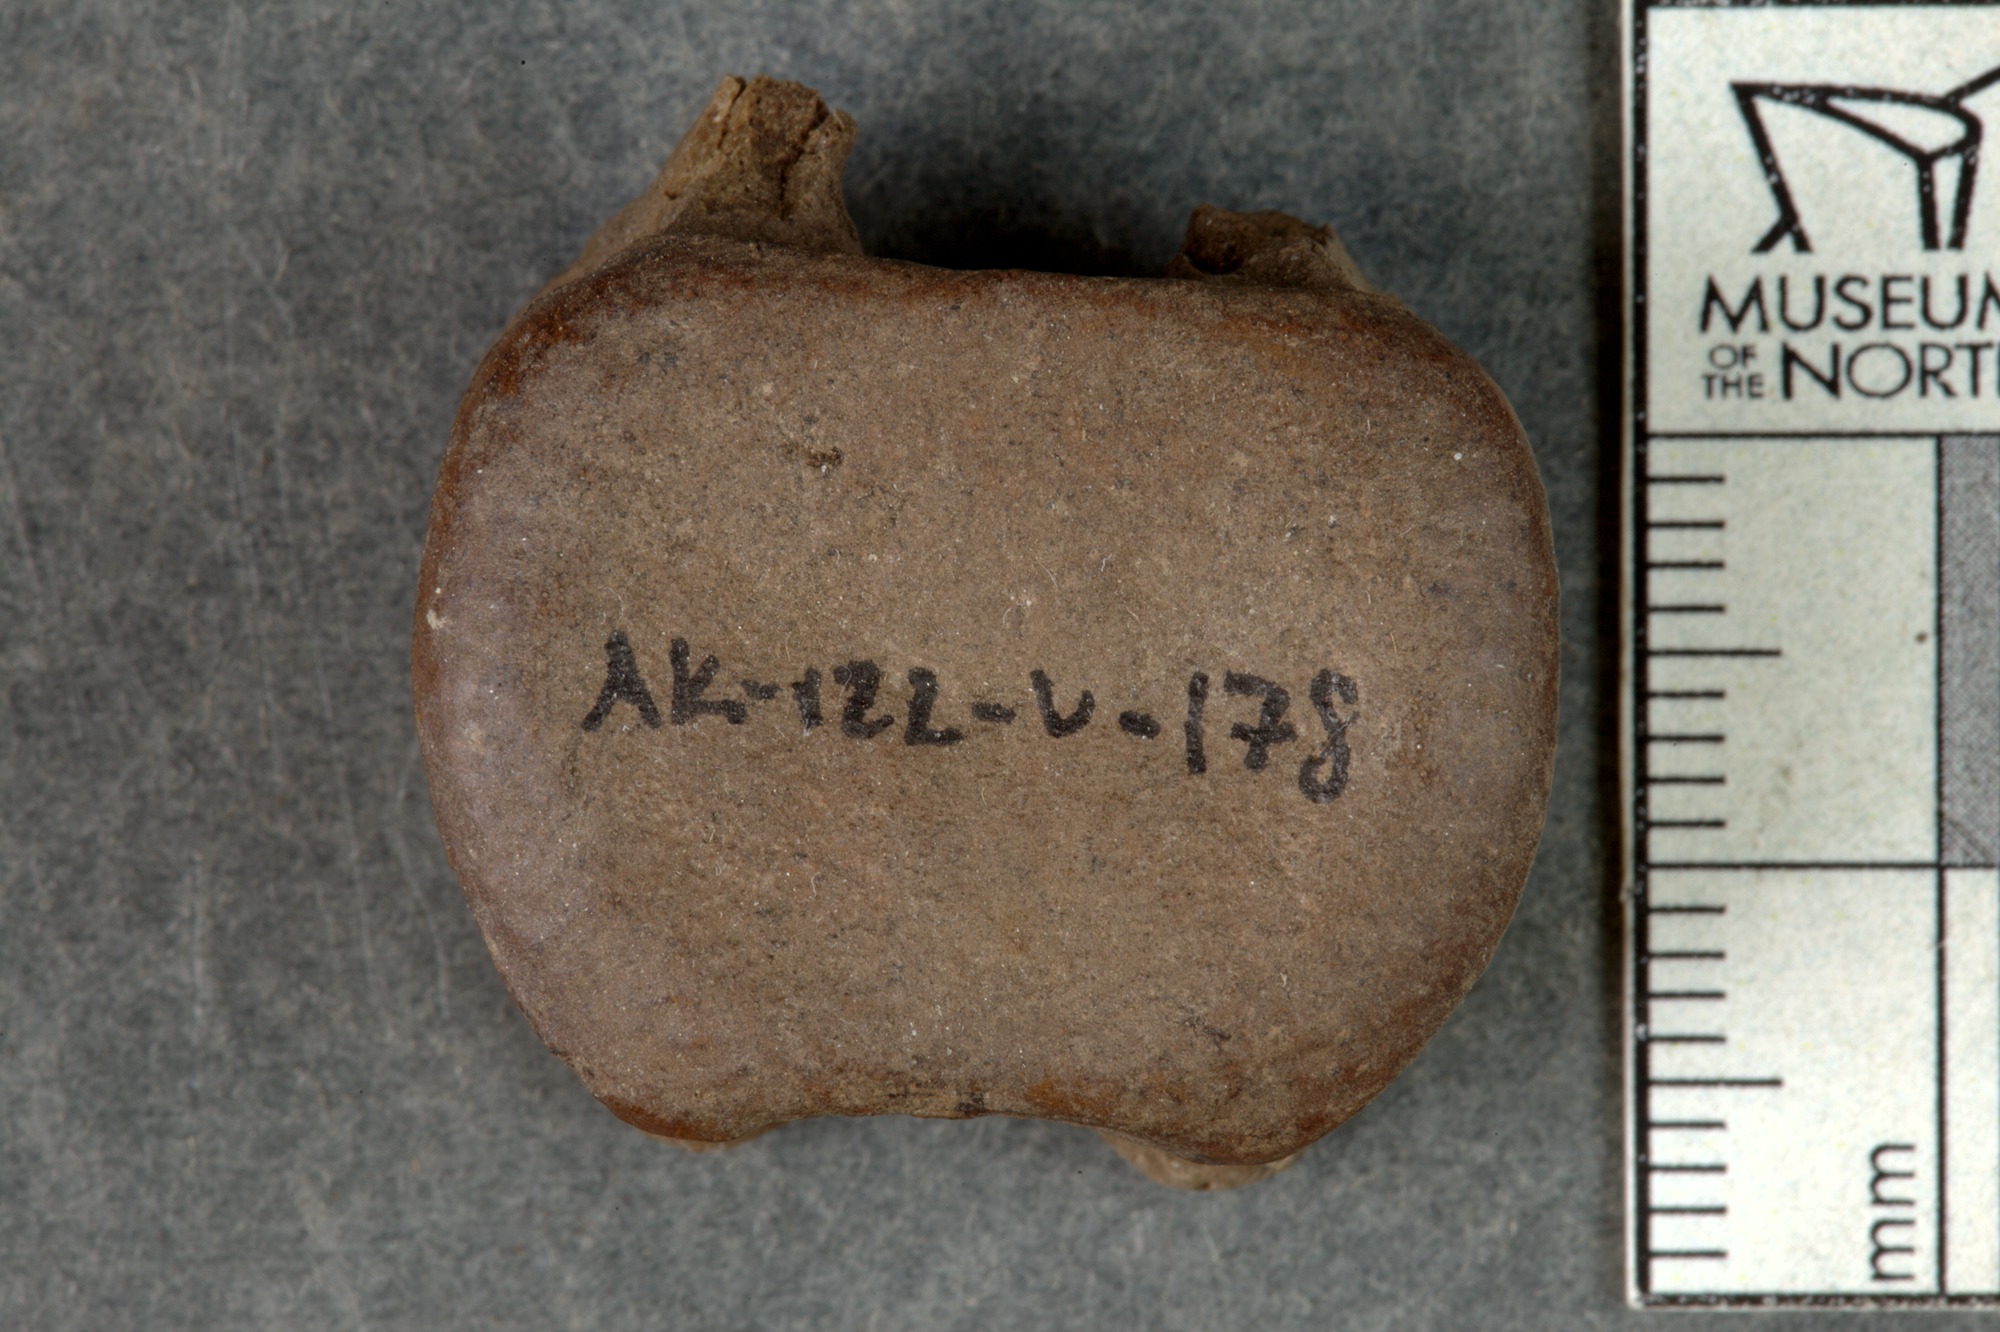 MUSEUM
OF
THE NORTH
AK-122-V-178
mm